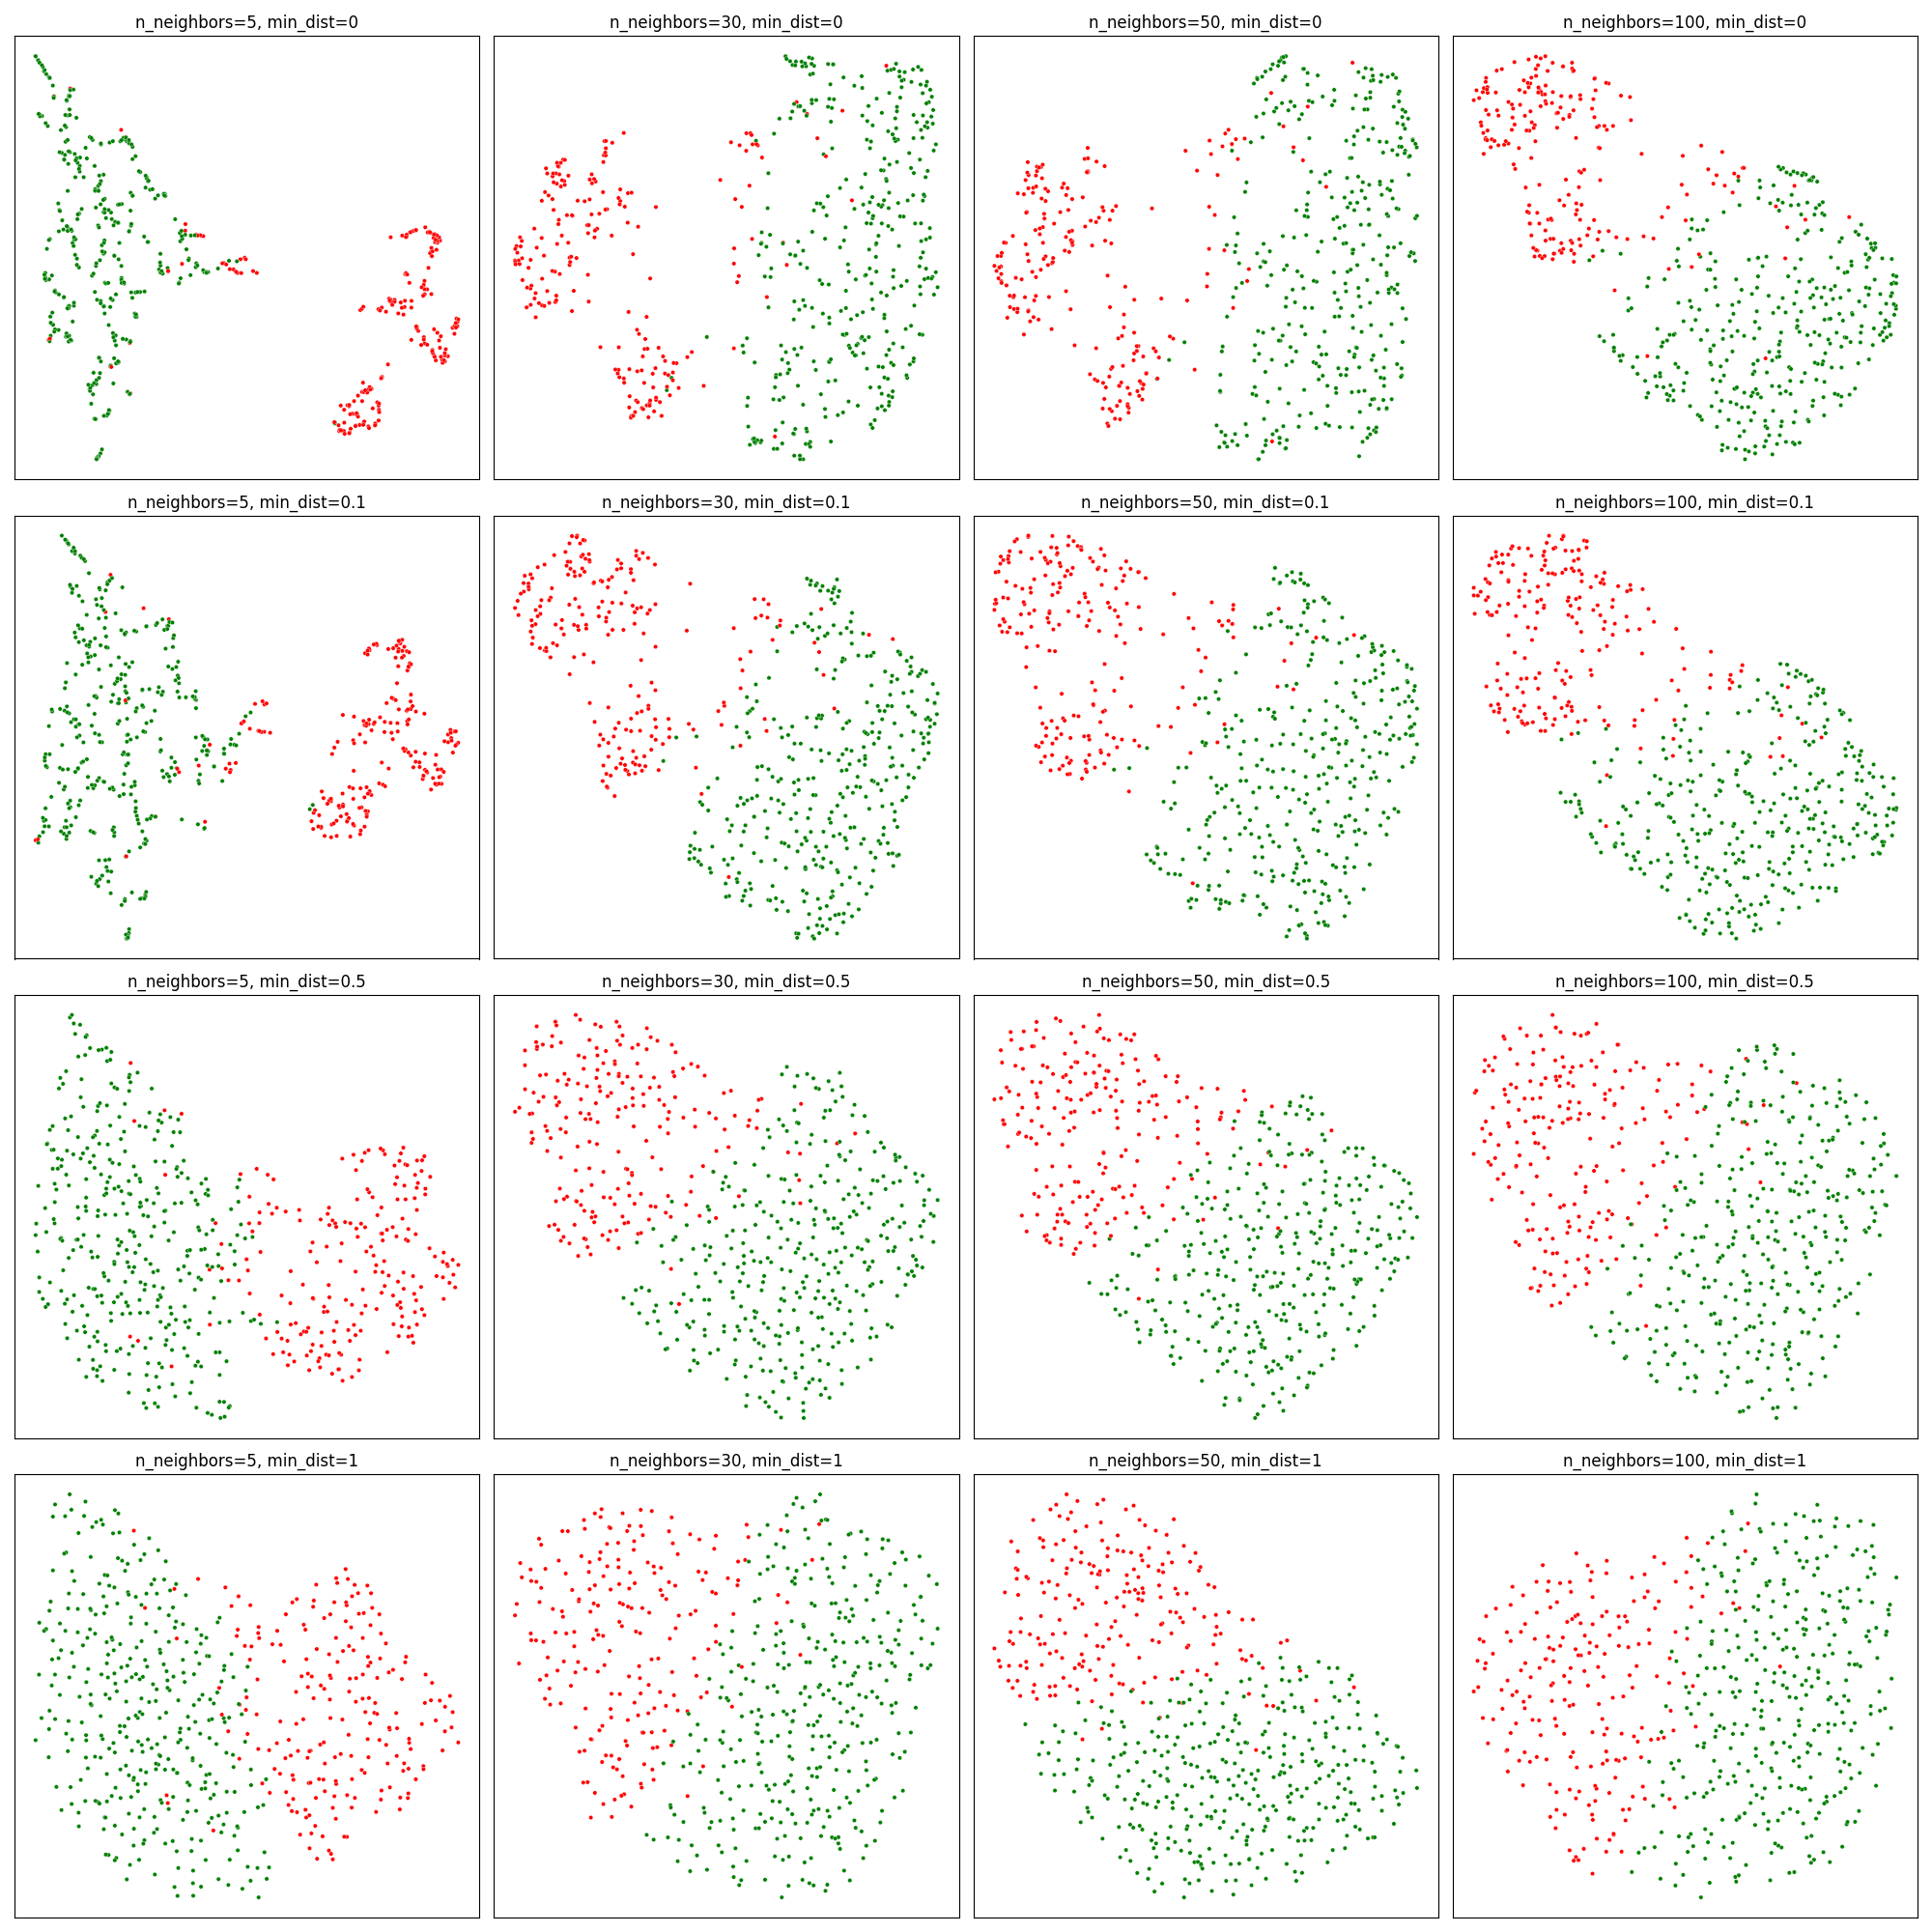 n_neighbors=5, min_dist=0
n_neighbors=30, min_dist=0
n_neighbors=50, min_dist=0
n_neighbors=100, min_dist=0
n_neighbors=5, min_dist=0.1
n_neighbors=30, min_dist=0.1
n_neighbors=50, min_dist=0.1
n_neighbors=100, min_dist=0.1
n_neighbors=5, min_dist=0.5
n_neighbors=30, min_dist=0.5
n_neighbors=50, min_dist=0.5
n_neighbors=100, min_dist=0.5
n_neighbors=5, min_dist=1
n_neighbors=30, min_dist=1
n_neighbors=50, min_dist=1
n_neighbors=100, min_dist=1